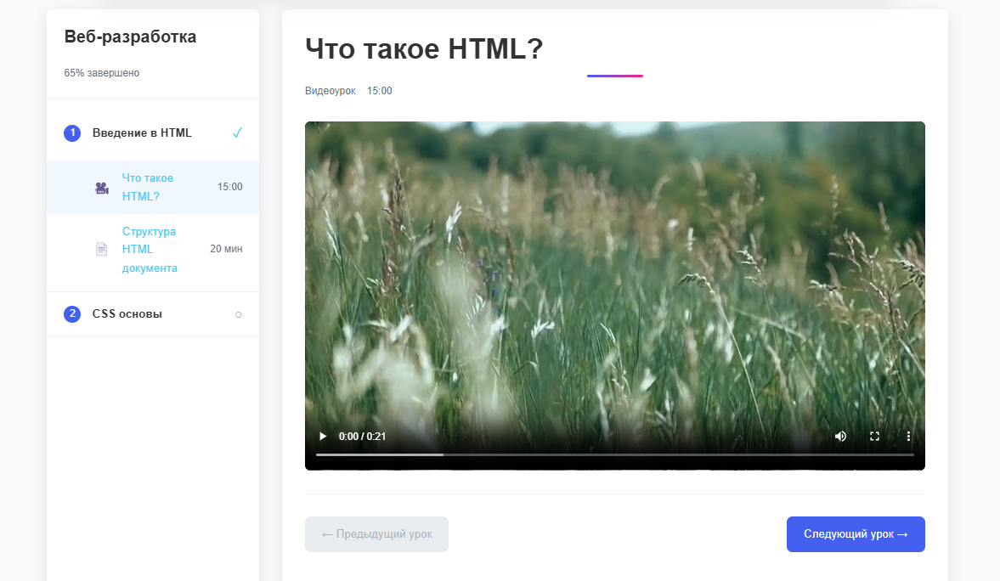 Веб-разработка
65% завершено
1 Введение в HTML ✓
Что такое
HTML?
15:00
Структура
HTML
документа
20 мин
2 CSS основы ○
Что такое HTML?
Видеоурок 15:00
0:00 / 0:21
← Предыдущий урок
Следующий урок →